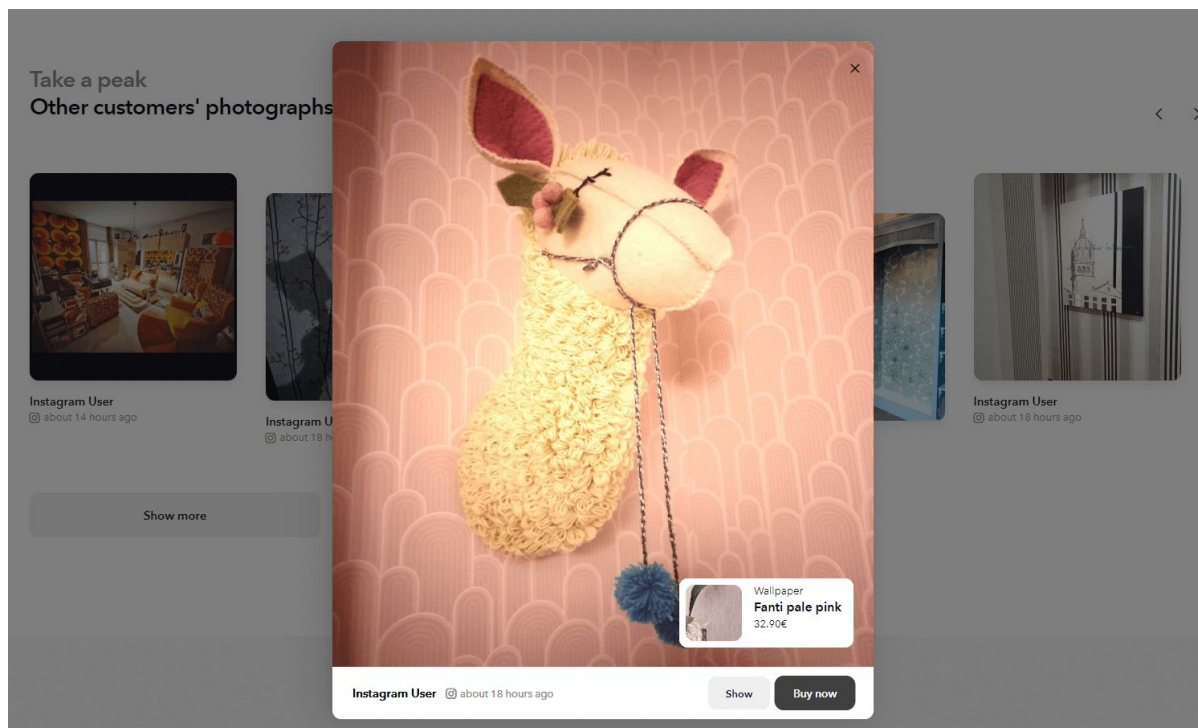 Take a peak
Other customers' photographs
Instagram User
about 14 hours ago
Instagram U
about 18 h
Instagram User
about 18 hours ago
Show more
Wallpaper
Fanti pale pink
32.90€
Instagram User
about 18 hours ago
Show
Buy now